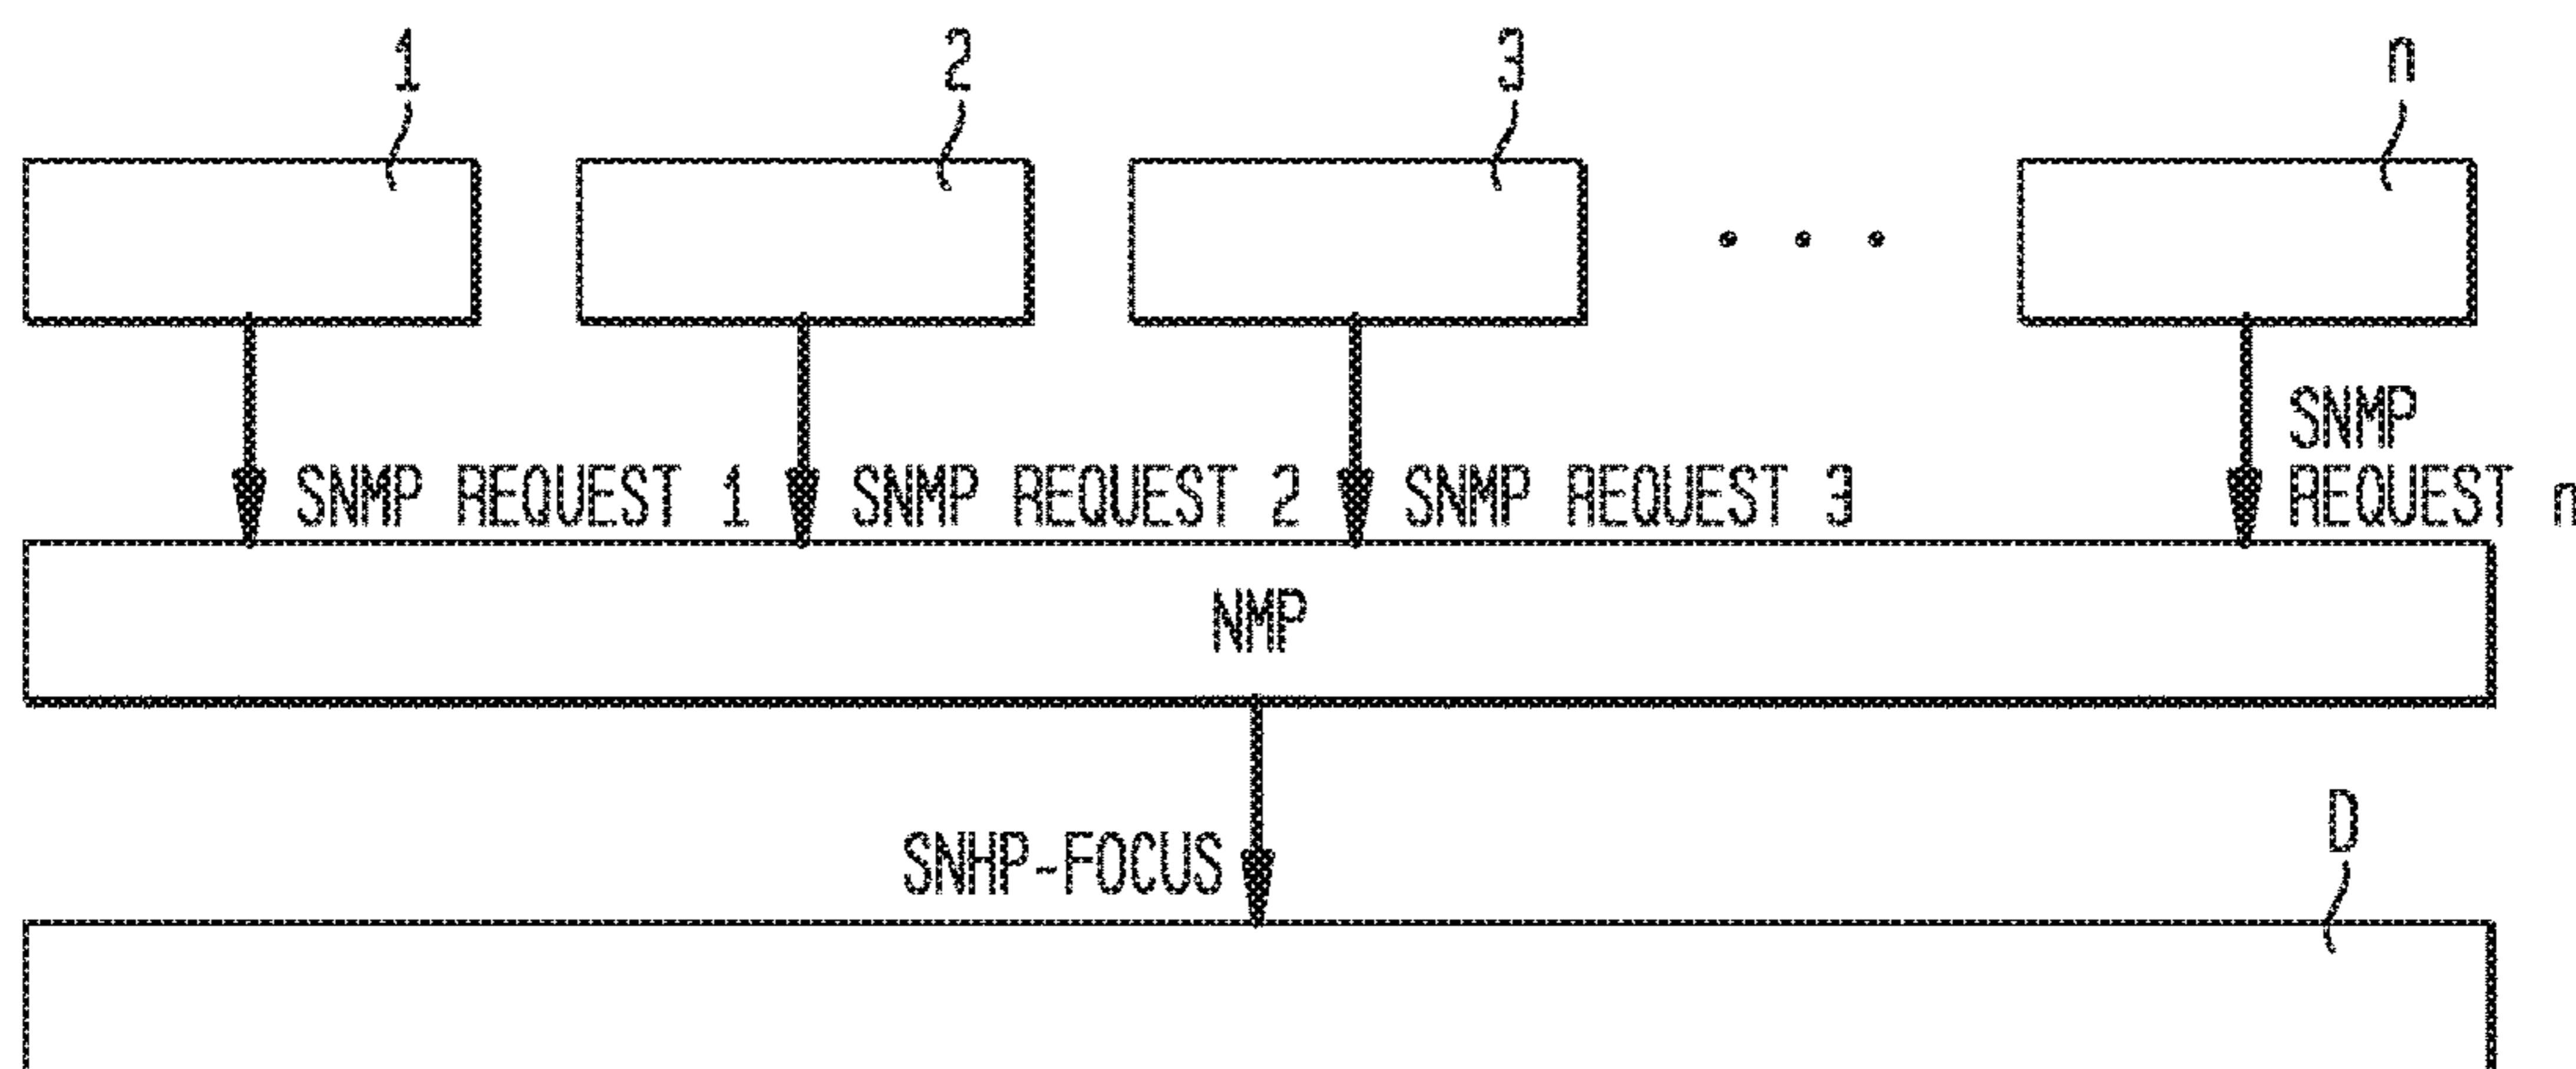 1
2
3
n
SNMP
SNMP REQUEST 1
SNMP REQUEST 2
SNMP REQUEST 3
REQUEST n
NMP
SNHP-FOCUS
D